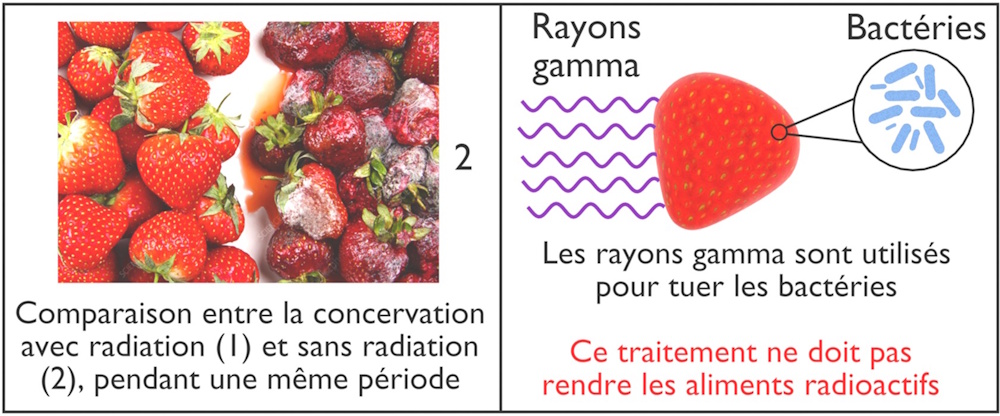 2
Comparaison entre la concervation
avec radiation (1) et sans radiation
(2), pendant une même période
Rayons
gamma
Bactéries
Les rayons gamma sont utilisés
pour tuer les bactéries
Ce traitement ne doit pas
rendre les aliments radioactifs